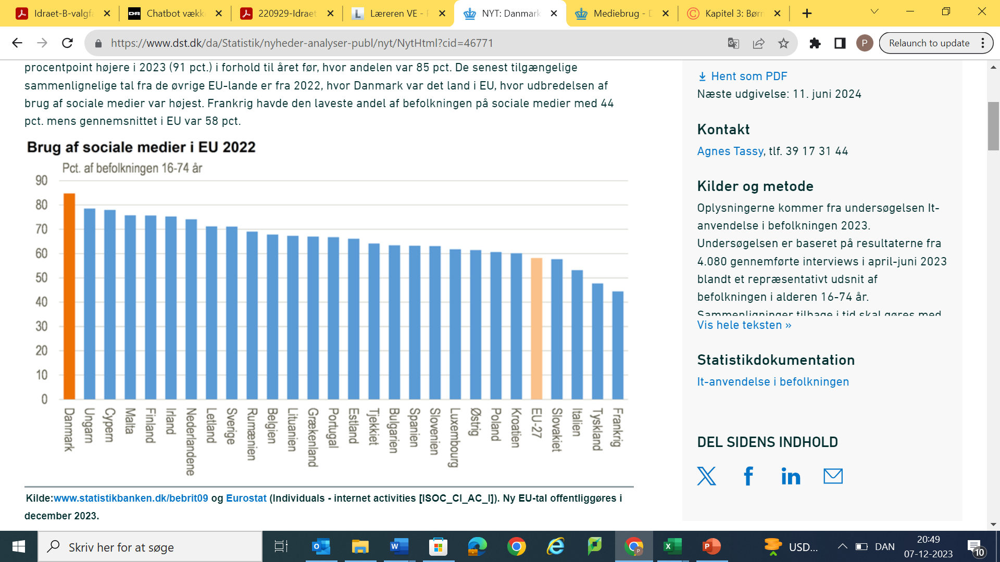 Idraet-B-valgfa
Chatbot vækk
220929-Idraet
Læreren VE - F
NYT: Danmark
Mediebrug - D
Kapitel 3: Børn
https://www.dst.dk/da/Statistik/nyheder-analyser-publ/nyt/NytHtml?cid=46771
P
Relaunch to update
procentpoint højere i 2023 (91 pct.) i forhold til året før, hvor andelen var 85 pct. De senest tilgængelige
sammenlignelige tal fra de øvrige EU-lande er fra 2022, hvor Danmark var det land i EU, hvor udbredelsen af
brug af sociale medier var højest. Frankrig havde den laveste andel af befolkningen på sociale medier med 44
pct. mens gennemsnittet i EU var 58 pct.
Brug af sociale medier i EU 2022
Pct. af befolkningen 16-74 år
90
80
70
60
50
40
30
20
10
0
Danmark
Ungarn
Cypern
Malta
Finland
Irland
Nederlandene
Letland
Sverige
Rumænien
Belgien
Lituanien
Grækenland
Portugal
Estland
Tjekkiet
Bulgarien
Spanien
Slovenien
Luxembourg
Østrig
Poland
Kroatien
EU-27
Slovakiet
Italien
Tyskland
Frankrig
Kilde:www.statistikbanken.dk/bebrit09 og Eurostat (Individuals - internet activities [ISOC_CI_AC_I]). Ny EU-tal offentliggøres i
december 2023.
Hent som PDF
Næste udgivelse: 11. juni 2024
Kontakt
Agnes Tassy, tlf. 39 17 31 44
Kilder og metode
Oplysningerne kommer fra undersøgelsen It-
anvendelse i befolkningen 2023.
Undersøgelsen er baseret på resultaterne fra
4.080 gennemførte interviews i april-juni 2023
blandt et repræsentativt udsnit af
befolkningen i alderen 16-74 år.
Sammenligninger tilbage i tid skal gøres med
Vis hele teksten »
Statistikdokumentation
It-anvendelse i befolkningen
DEL SIDENS INDHOLD
Skriv her for at søge
USD...
DAN
20:49
07-12-2023
10